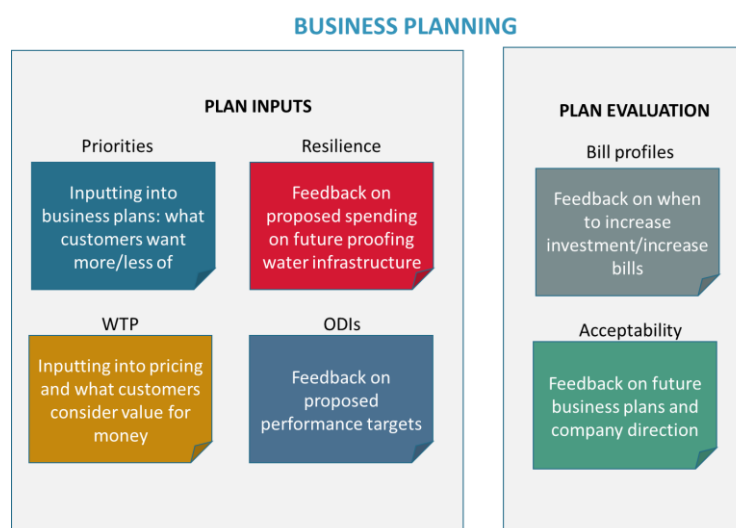 BUSINESS PLANNING
PLAN INPUTS
Priorities
Inputting into
business plans: what
customers want
more/less of
Resilience
Feedback on
proposed spending
on future proofing
water infrastructure
WTP
Inputting into pricing
and what customers
consider value for
money
ODIs
Feedback on
proposed
performance targets
PLAN EVALUATION
Bill profiles
Feedback on when
to increase
investment/increase
bills
Acceptability
Feedback on future
business plans and
company direction